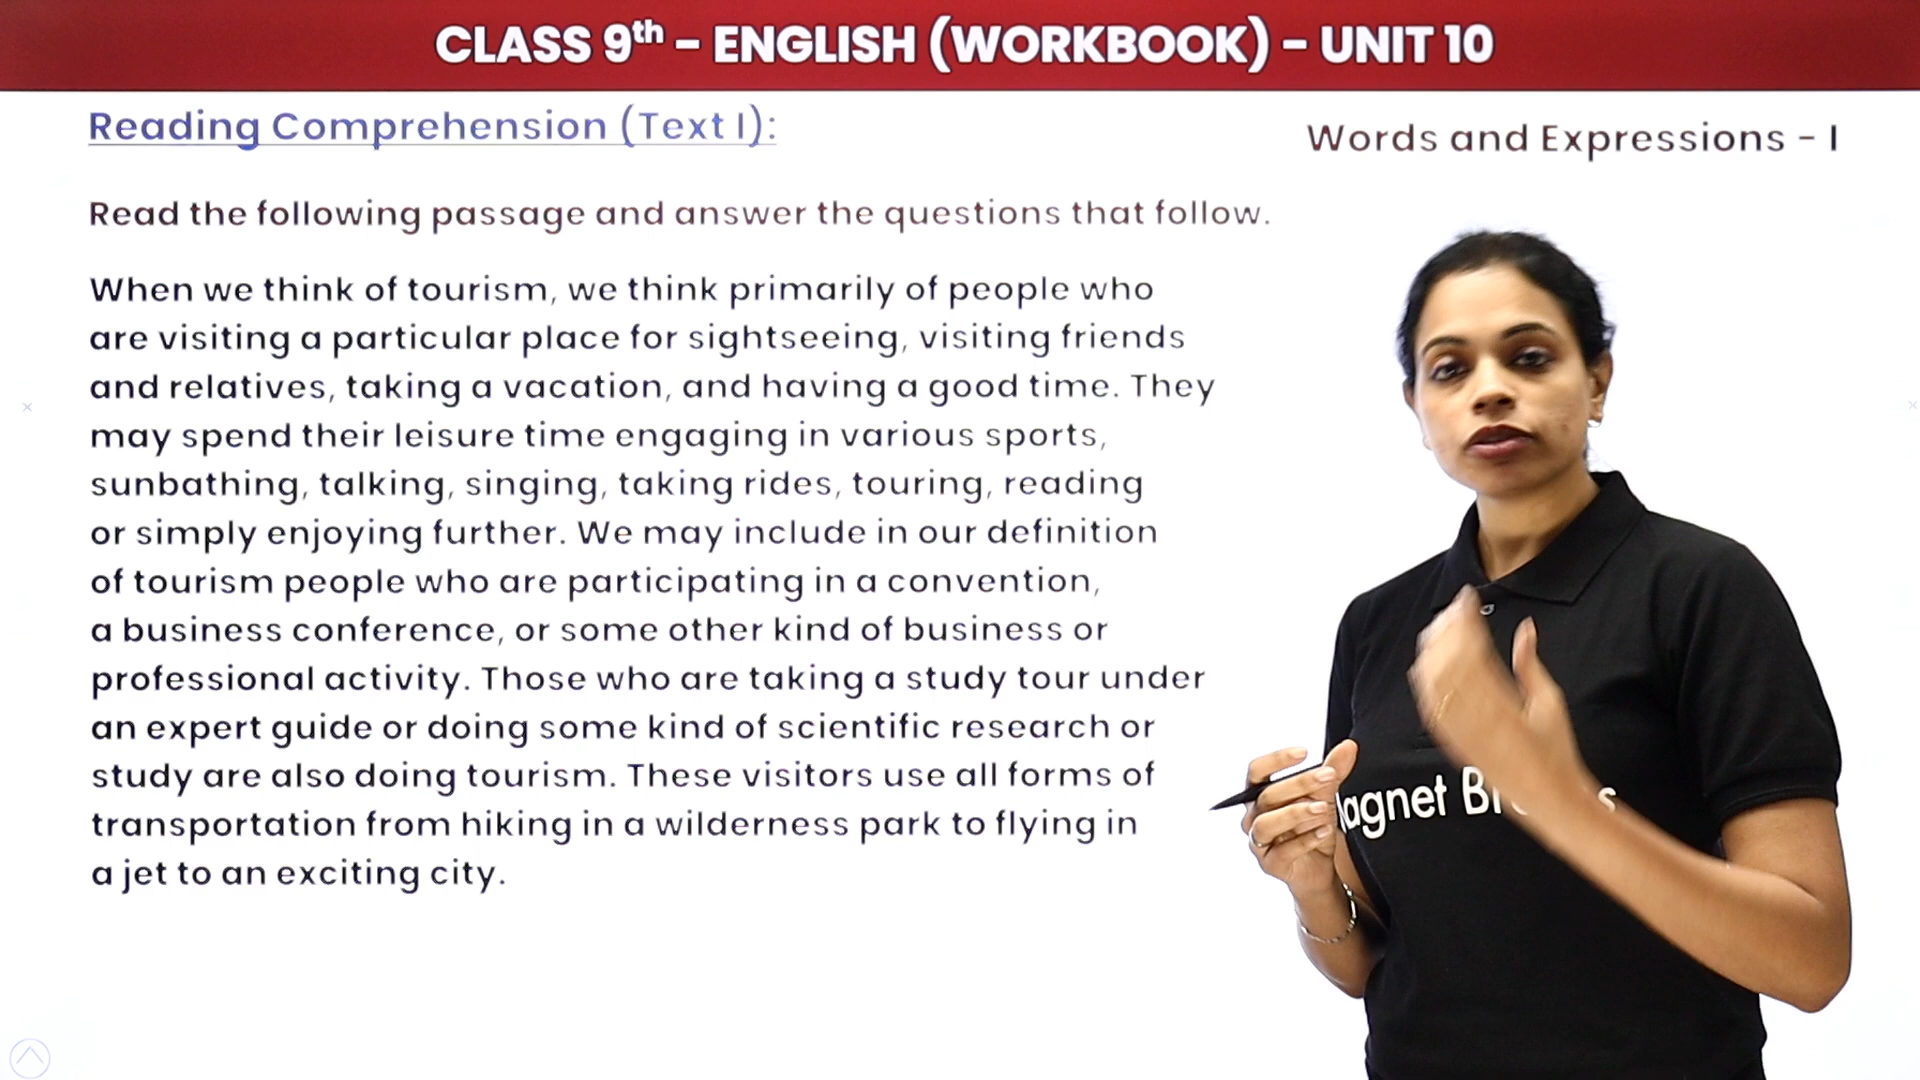 CLASS 9th – ENGLISH (WORKBOOK) – UNIT 10
Reading Comprehension (Text I):
Words and Expressions - I
Read the following passage and answer the questions that follow.
When we think of tourism, we think primarily of people who
are visiting a particular place for sightseeing, visiting friends
and relatives, taking a vacation, and having a good time. They
may spend their leisure time engaging in various sports,
sunbathing, talking, singing, taking rides, touring, reading
or simply enjoying further. We may include in our definition
of tourism people who are participating in a convention,
a business conference, or some other kind of business or
professional activity. Those who are taking a study tour under
an expert guide or doing some kind of scientific research or
study are also doing tourism. These visitors use all forms of
transportation from hiking in a wilderness park to flying in
a jet to an exciting city.